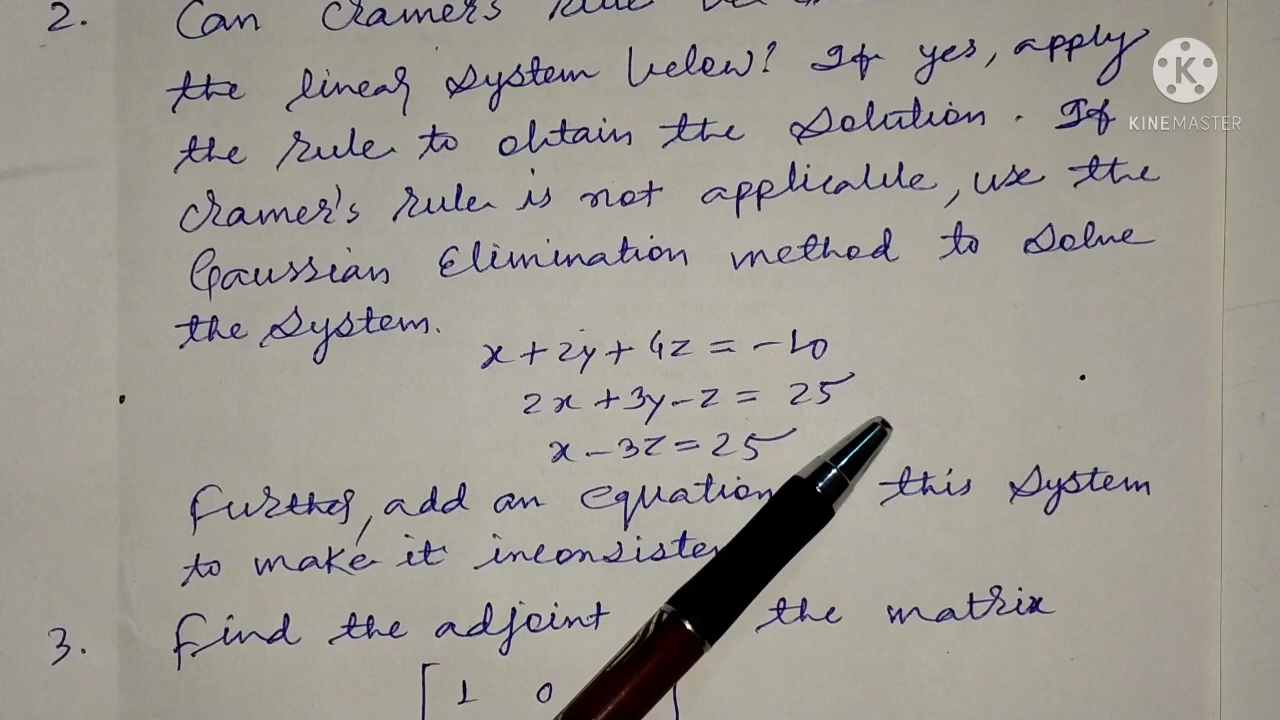 2. Can Cramer's rule be
the linear system below? If yes, apply
the rule to obtain the solution. If
Cramer's rule is not applicable, use the
Gaussian Elimination method to solve
the system.
x + 2y + 4z = -10
2x + 3y - z = 25
x - 3z = 25
Further, add an equation this system
to make it
3. Find the adjoint the matrix
1 0
K
KINEMASTER